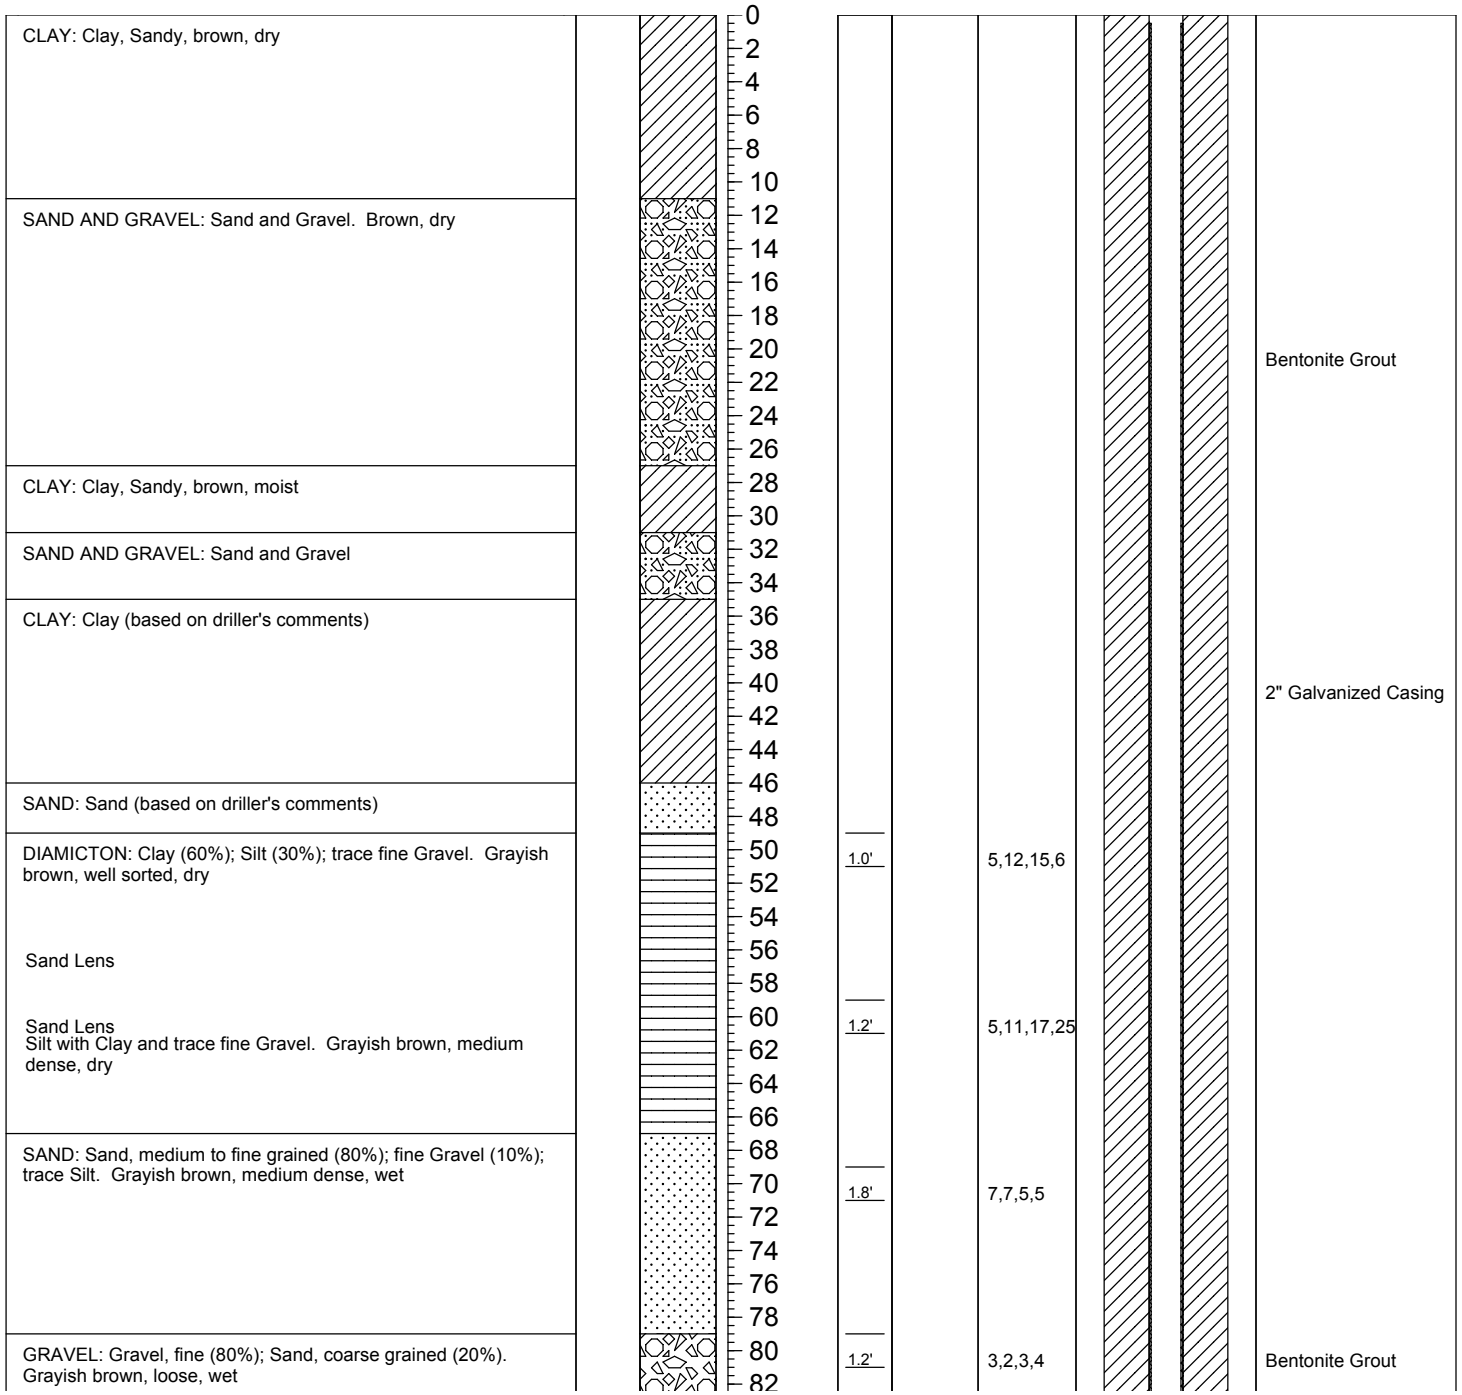 CLAY: Clay, Sandy, brown, dry
0
2
4
6
8
10
SAND AND GRAVEL: Sand and Gravel.  Brown, dry
12
14
16
18
20
Bentonite Grout
22
24
26
CLAY: Clay, Sandy, brown, moist
28
30
SAND AND GRAVEL: Sand and Gravel
32
34
CLAY: Clay (based on driller's comments)
36
38
40
2" Galvanized Casing
42
44
46
SAND: Sand (based on driller's comments)
48
DIAMICTON: Clay (60%); Silt (30%); trace fine Gravel.  Grayish
brown, well sorted, dry
50
1.0'
5,12,15,6
52
54
56
Sand Lens
58
60
Sand Lens
1.2'
5,11,17,25
Silt with Clay and trace fine Gravel.  Grayish brown, medium
dense, dry
62
64
66
SAND: Sand, medium to fine grained (80%); fine Gravel (10%);
trace Silt.  Grayish brown, medium dense, wet
68
70
1.8'
7,7,5,5
72
74
76
78
GRAVEL: Gravel, fine (80%); Sand, coarse grained (20%).
Grayish brown, loose, wet
80
1.2'
3,2,3,4
Bentonite Grout
82